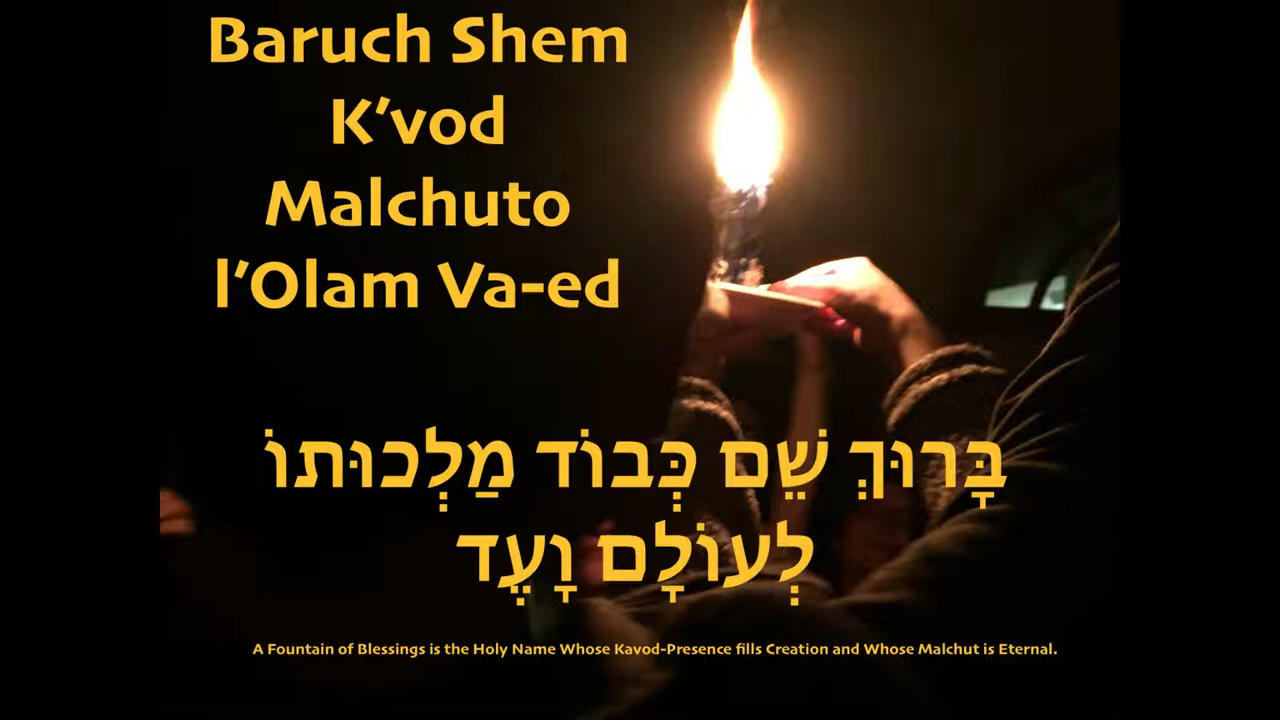 Baruch Shem
K’vod
Malchuto
l’Olam Va-ed
בָּרוּךְ שֵׁם כְּבוֹד מַלְכוּתוֹ
לְעוֹלָם וָעֶד
A Fountain of Blessings is the Holy Name Whose Kavod-Presence fills Creation and Whose Malchut is Eternal.